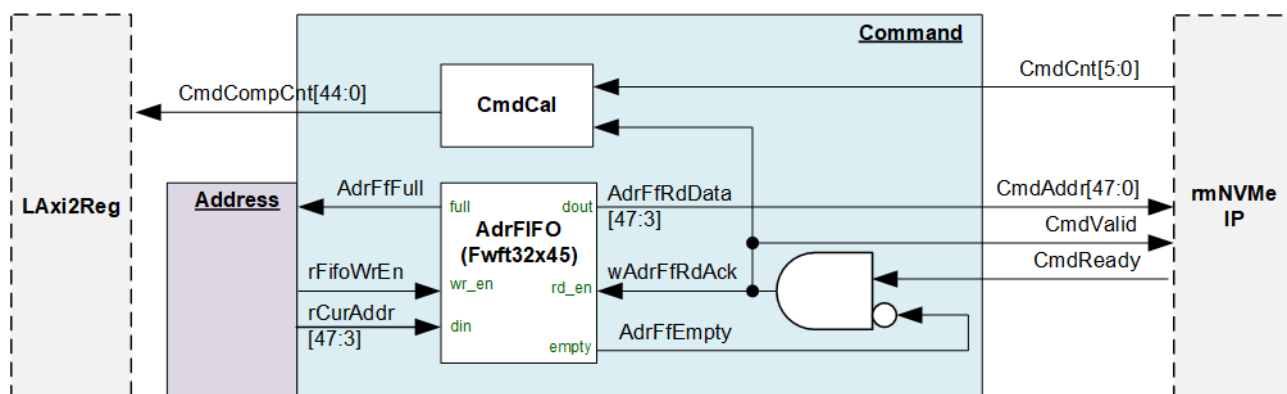 Command
CmdCnt[5:0]
CmdCompCnt[44:0]
CmdCal
LAxi2Reg
Address
AdrFfFull
full
dout
AdrFfRdData
[47:3]
CmdAddr[47:0]
rmNVMe
IP
AdrFIFO
(Fwft32x45)
CmdValid
rFifoWrEn
wr_en
rd_en
wAdrFfRdAck
CmdReady
rCurAddr
[47:3]
din
empty
AdrFfEmpty